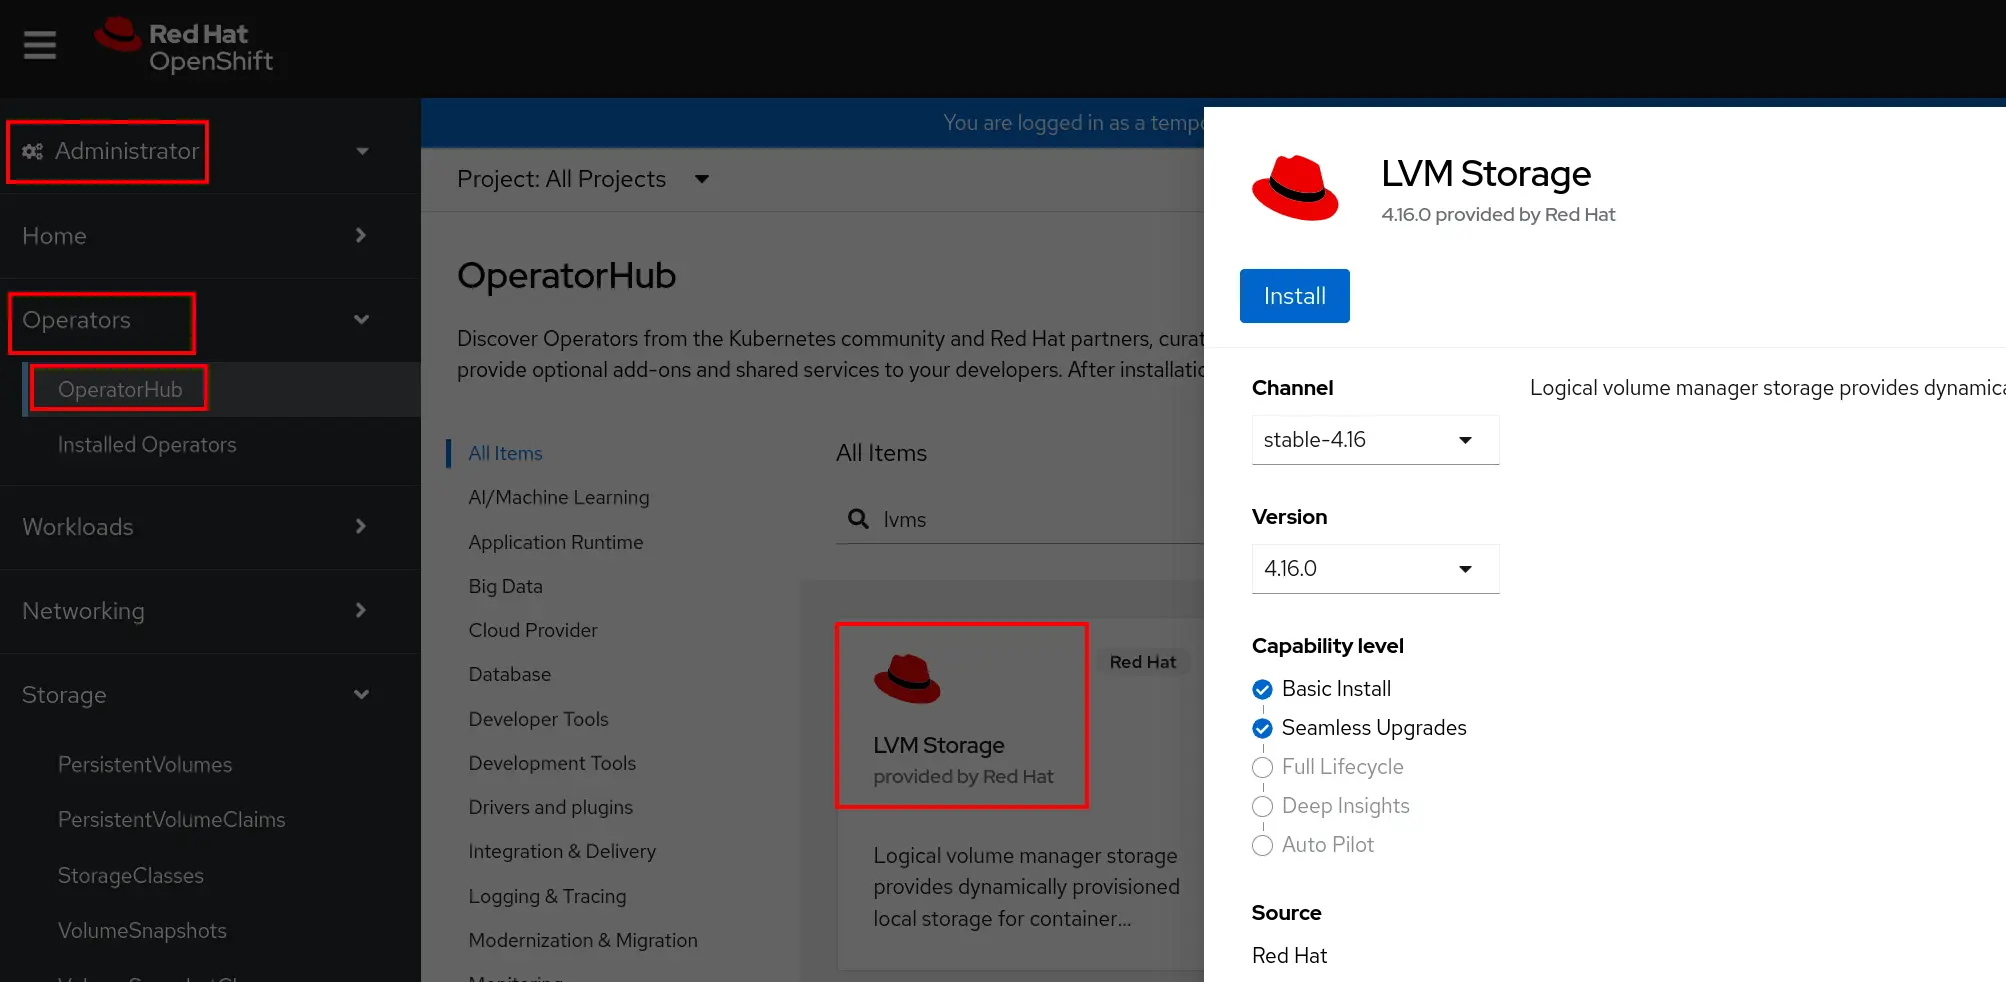 Red Hat
OpenShift
Administrator
Home
Operators
OperatorHub
Installed Operators
Workloads
Networking
Storage
PersistentVolumes
PersistentVolumeClaims
StorageClasses
VolumeSnapshots
You are logged in as a tempo
Project: All Projects
OperatorHub
Discover Operators from the Kubernetes community and Red Hat partners, curat
provide optional add-ons and shared services to your developers. After installatio
All Items
AI/Machine Learning
Application Runtime
Big Data
Cloud Provider
Database
Developer Tools
Development Tools
Drivers and plugins
Integration & Delivery
Logging & Tracing
Modernization & Migration
Monitoring
All Items
lvms
Red Hat
LVM Storage
provided by Red Hat
Logical volume manager storage
provides dynamically provisioned
local storage for container...
LVM Storage
4.16.0 provided by Red Hat
Install
Channel
stable-4.16
Version
4.16.0
Capability level
Basic Install
Seamless Upgrades
Full Lifecycle
Deep Insights
Auto Pilot
Source
Red Hat
Logical volume manager storage provides dynamica